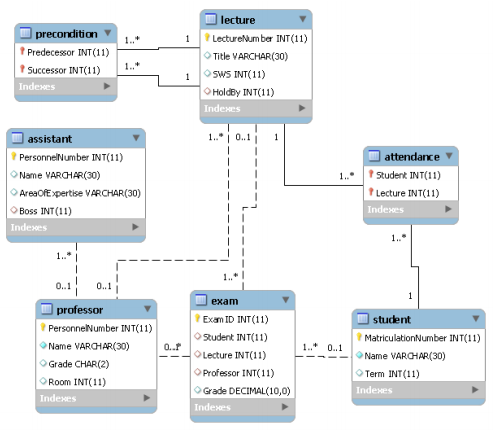 lecture
LectureNumber INT(11)
Title VARCHAR(30)
SWS INT(11)
HoldBy INT(11)
Indexes
precondition
Predecessor INT(11)
Successor INT(11)
Indexes
1..*
1
1..*
1
assistant
PersonnelNumber INT(11)
Name VARCHAR(30)
AreaOfExpertise VARCHAR(30)
Boss INT(11)
Indexes
1..*
0..1
1
attendance
Student INT(11)
Lecture INT(11)
Indexes
1..*
1..*
1..*
0..1
0..1
1..*
1
professor
PersonnelNumber INT(11)
Name VARCHAR(30)
Grade CHAR(2)
Room INT(11)
Indexes
exam
ExamID INT(11)
Student INT(11)
Lecture INT(11)
Professor INT(11)
Grade DECIMAL(10,0)
Indexes
1..*
0..1
student
MatriculationNumber INT(11)
Name VARCHAR(30)
Term INT(11)
Indexes